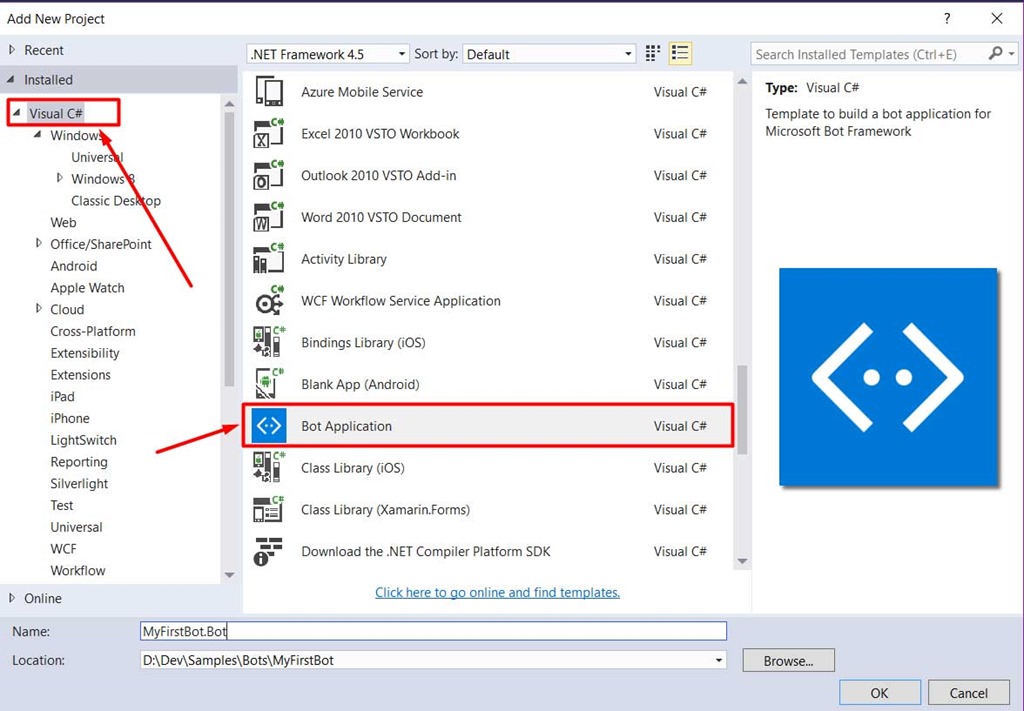 Add New Project
?
Recent
.NET Framework 4.5
Sort by:
Default
Search Installed Templates (Ctrl+E)
Installed
Visual C#
Windows
Universal
Windows 8
Classic Desktop
Web
Office/SharePoint
Android
Apple Watch
Cloud
Cross-Platform
Extensibility
Extensions
iPad
iPhone
LightSwitch
Reporting
Silverlight
Test
Universal
WCF
Workflow
Online
Azure Mobile Service Visual C#
Excel 2010 VSTO Workbook Visual C#
Outlook 2010 VSTO Add-in Visual C#
Word 2010 VSTO Document Visual C#
Activity Library Visual C#
WCF Workflow Service Application Visual C#
Bindings Library (iOS) Visual C#
Blank App (Android) Visual C#
Bot Application Visual C#
Class Library (iOS) Visual C#
Class Library (Xamarin.Forms) Visual C#
Download the .NET Compiler Platform SDK Visual C#
Click here to go online and find templates.
Type: Visual C#
Template to build a bot application for
Microsoft Bot Framework
Name: MyFirstBot.Bot
Location: D:\Dev\Samples\Bots\MyFirstBot
Browse...
OK
Cancel